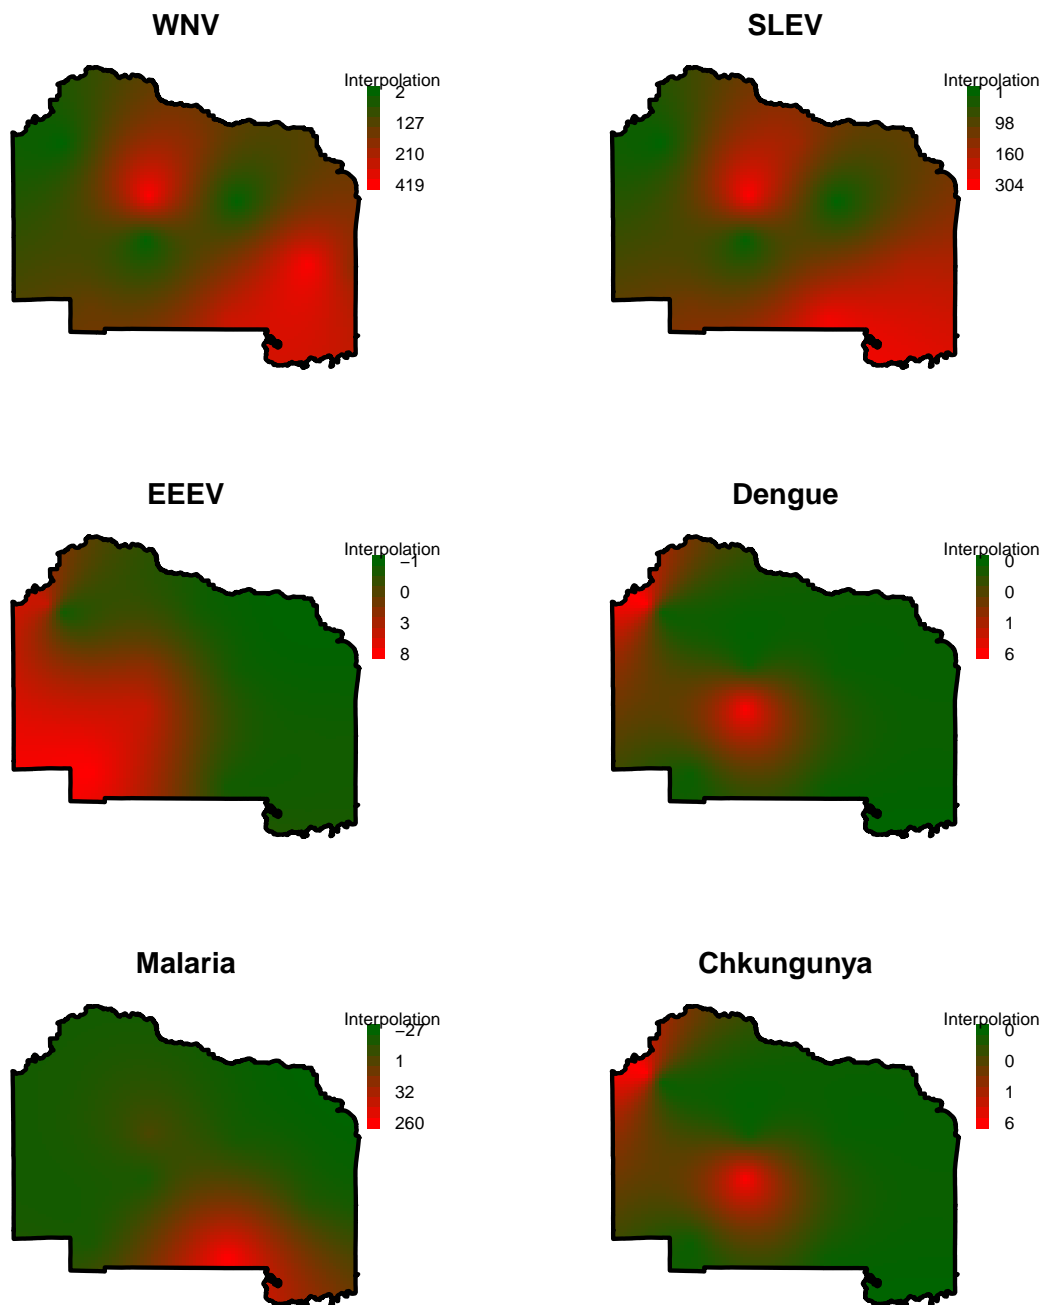 WNV
Interpolation
2
127
210
419
SLEV
Interpolation
1
98
160
304
EEEV
Interpolation
−1
0
3
8
Dengue
Interpolation
0
0
1
6
Malaria
Interpolation
−27
1
32
260
Chkungunya
Interpolation
0
0
1
6